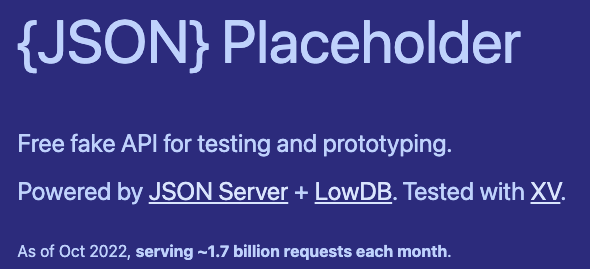 {JSON} Placeholder
Free fake API for testing and prototyping.
Powered by JSON Server + LowDB. Tested with XV.
As of Oct 2022, serving ~1.7 billion requests each month.